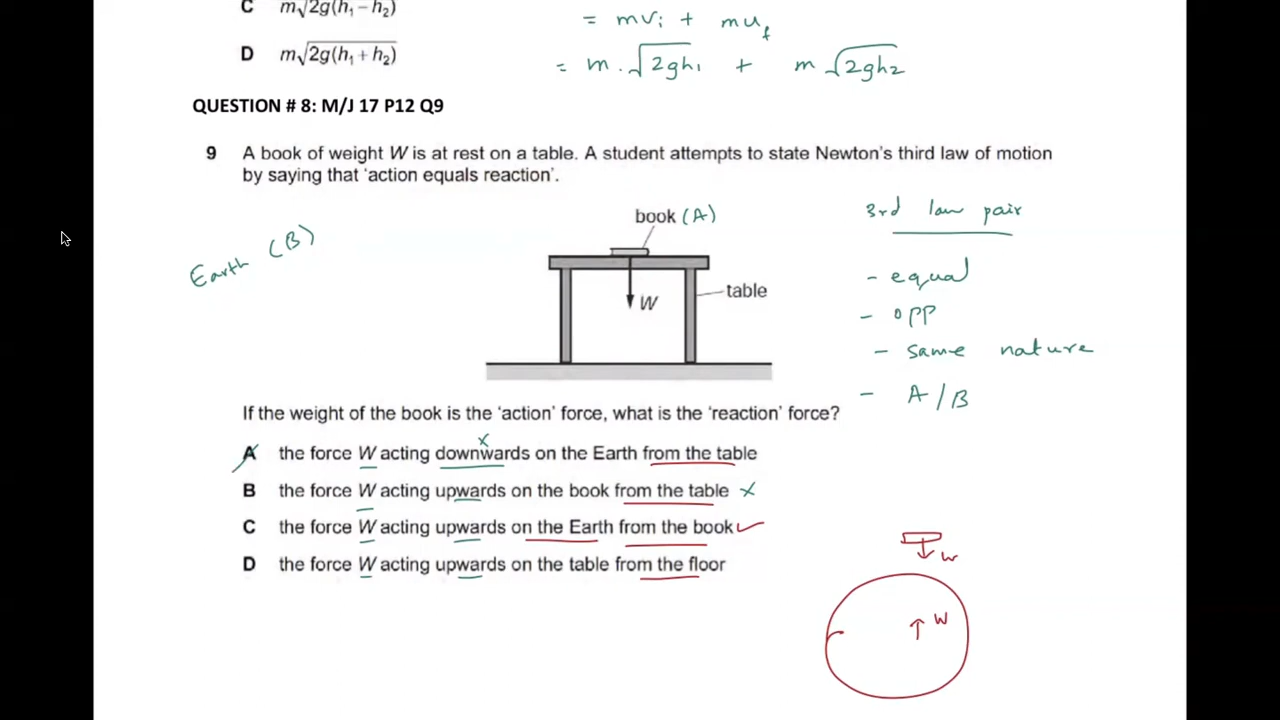 C m√2g(h₁ − h₂)
= mvᵢ + mu_f
D m√2g(h₁ + h₂)
= m.√2gh₁ + m√2gh₂
QUESTION # 8: M/J 17 P12 Q9
9 A book of weight W is at rest on a table. A student attempts to state Newton's third law of motion
by saying that 'action equals reaction'.
book (A)
3rd law pair
Earth (B)
- equal
table
W
- opp
- same nature
- A/B
If the weight of the book is the 'action' force, what is the 'reaction' force?
A the force W acting downwards on the Earth from the table
B the force W acting upwards on the book from the table
C the force W acting upwards on the Earth from the book
D the force W acting upwards on the table from the floor
W
W